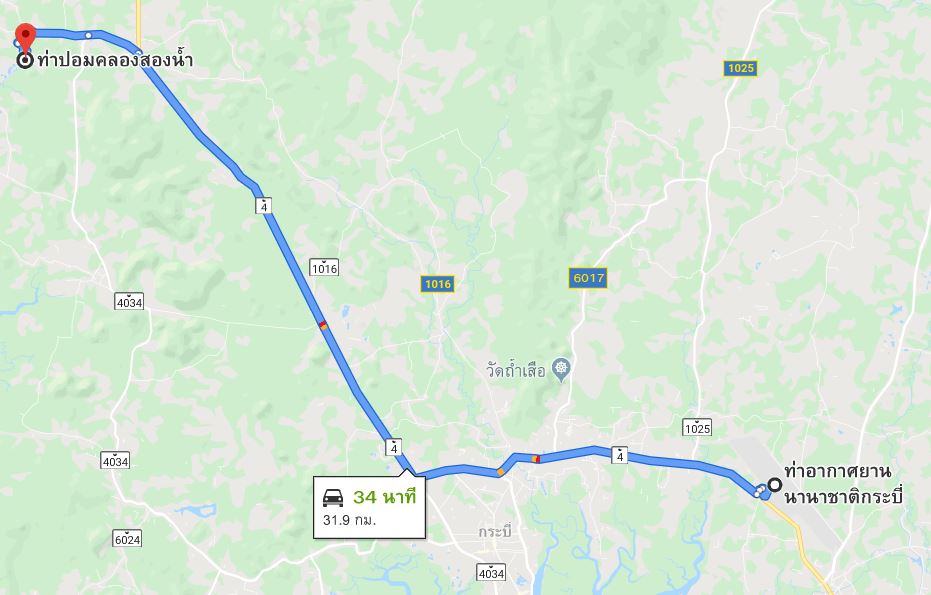 ท่าปอมคลองสองน้ำ
1025
4
1016
1016
6017
4034
วัดถ้ำเสือ
1025
4
4
4034
ท่าอากาศยาน
นานาชาติกระบี่
34 นาที
31.9 กม.
กระบี่
6024
4034